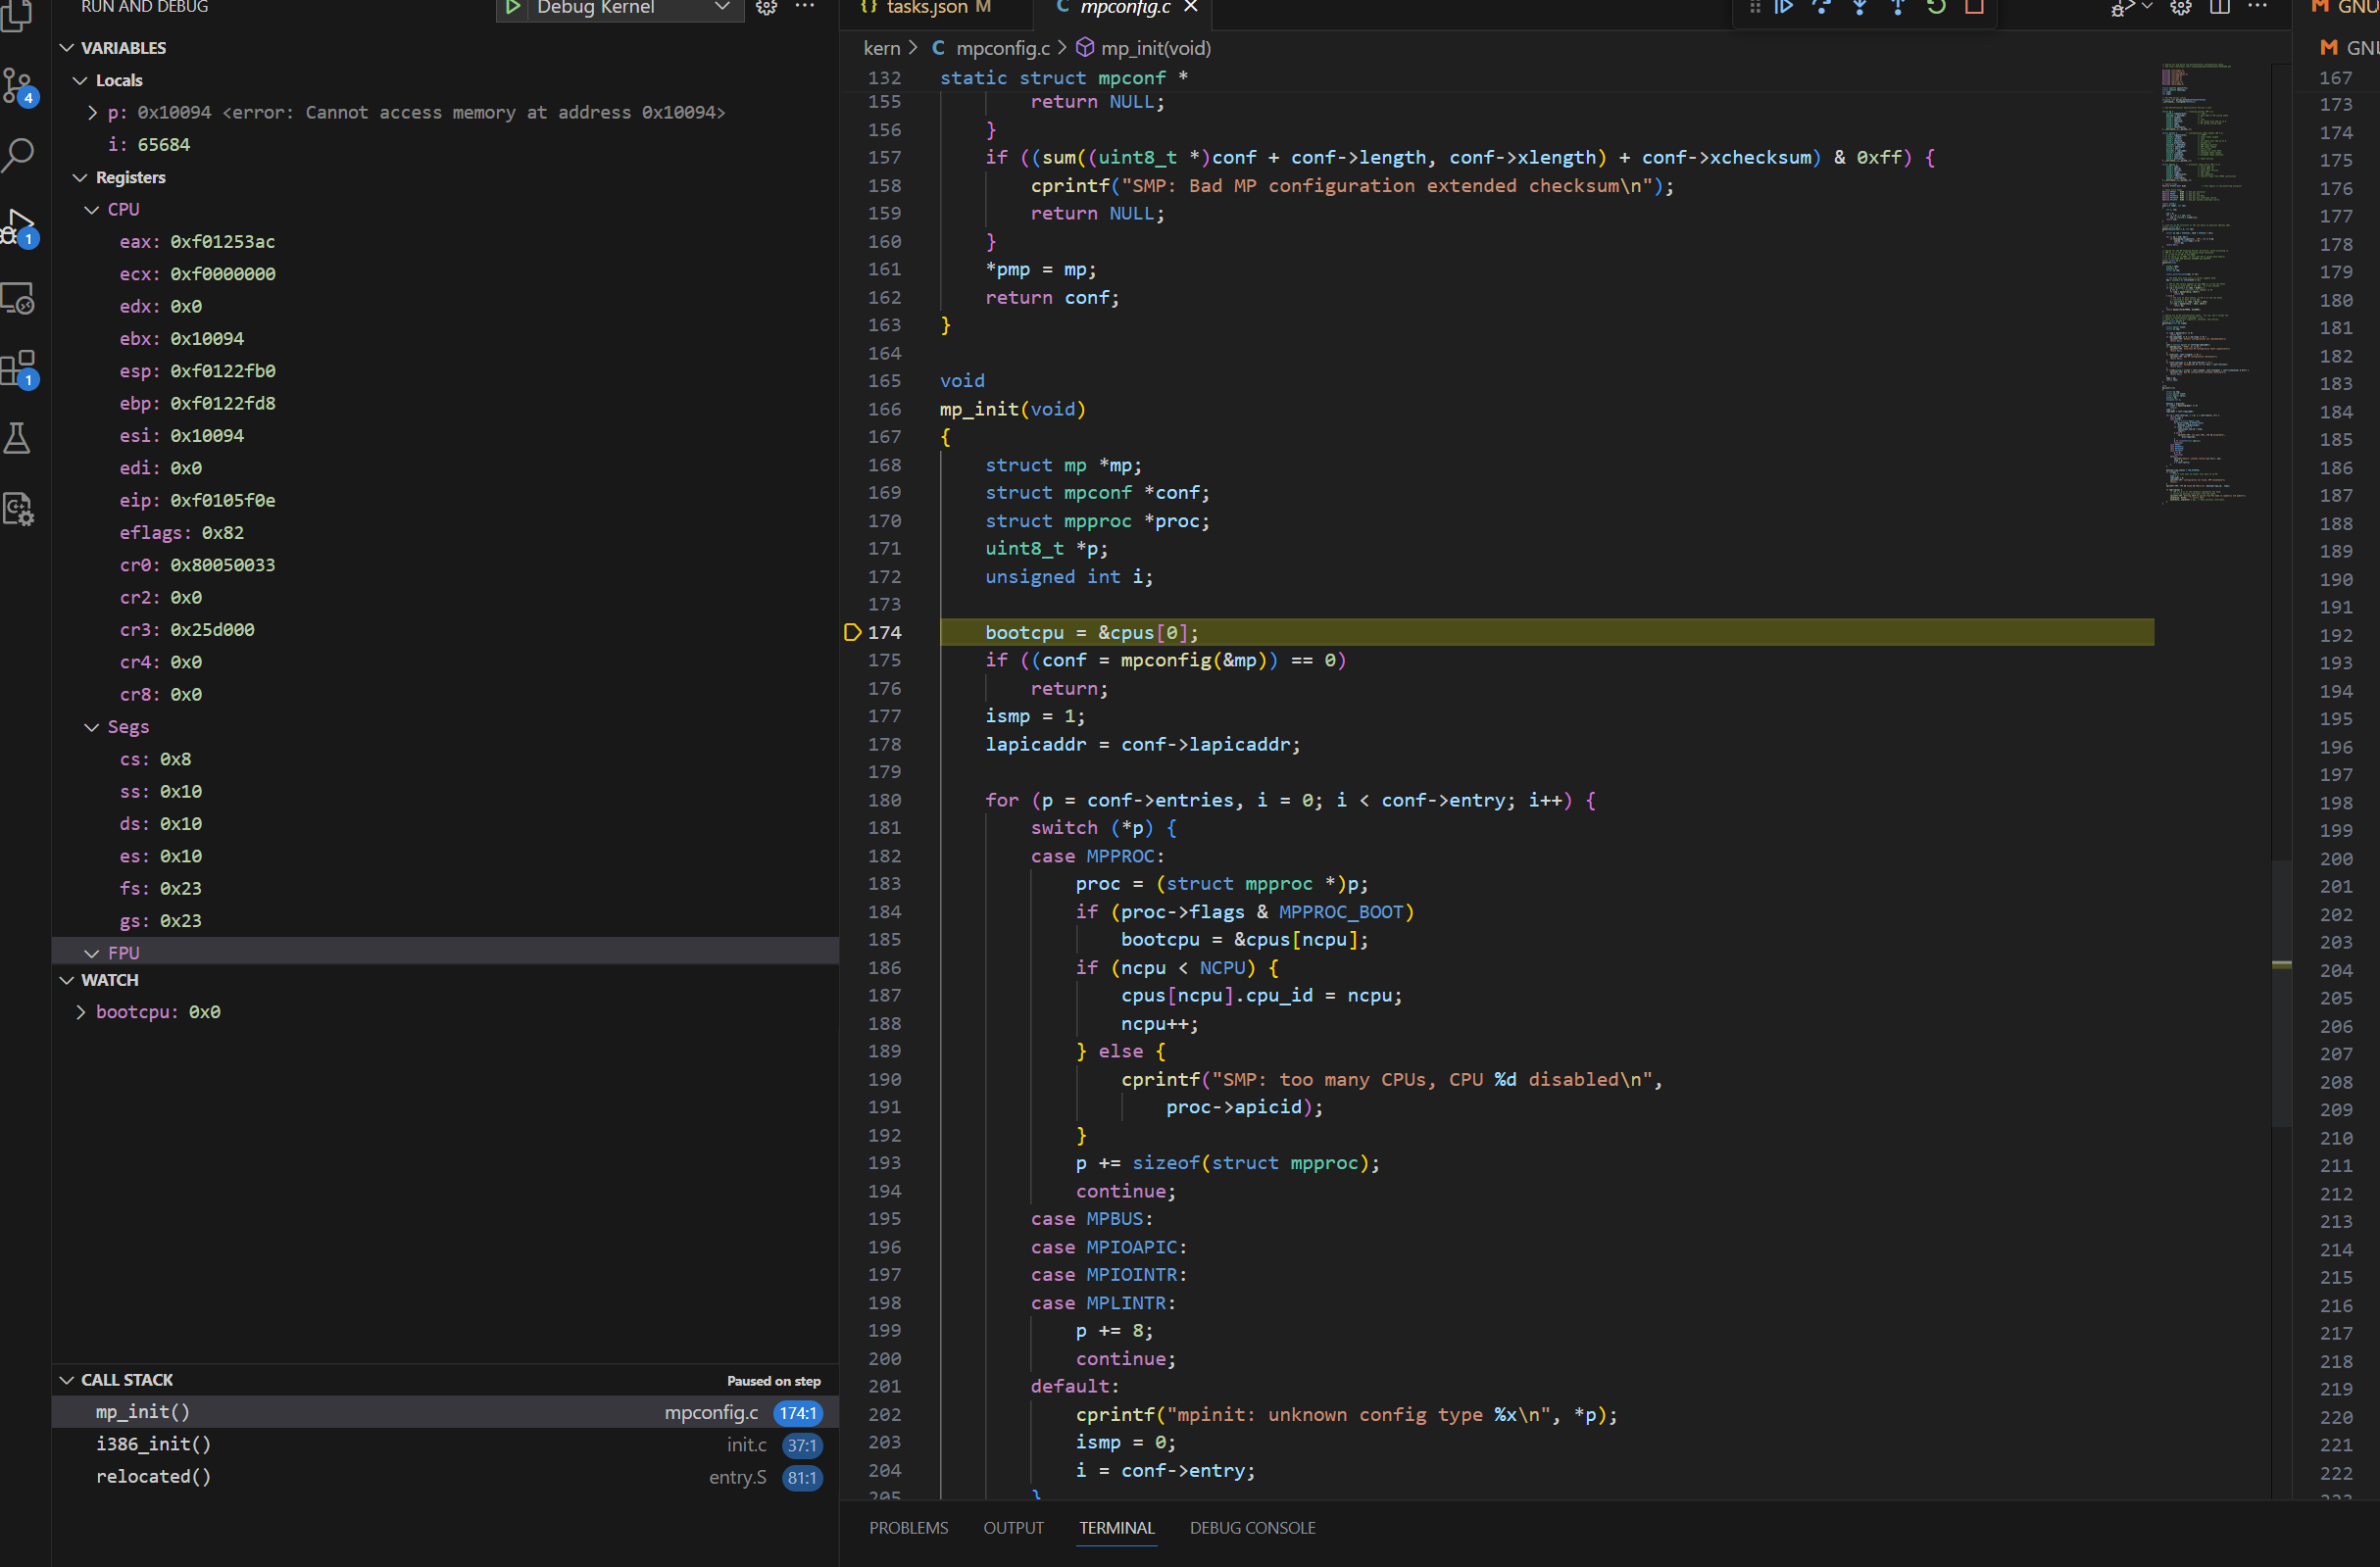 RUN AND DEBUG
Debug Kernel
VARIABLES
Locals
p: 0x10094 <error: Cannot access memory at address 0x10094>
i: 65684
Registers
CPU
eax: 0xf01253ac
ecx: 0xf0000000
edx: 0x0
ebx: 0x10094
esp: 0xf0122fb0
ebp: 0xf0122fd8
esi: 0x10094
edi: 0x0
eip: 0xf0105f0e
eflags: 0x82
cr0: 0x80050033
cr2: 0x0
cr3: 0x25d000
cr4: 0x0
cr8: 0x0
Segs
cs: 0x8
ss: 0x10
ds: 0x10
es: 0x10
fs: 0x23
gs: 0x23
FPU
WATCH
bootcpu: 0x0
CALL STACK Paused on step
mp_init() mpconfig.c 174:1
i386_init() init.c 37:1
relocated() entry.S 81:1
4
1
1
tasks.json M
C mpconfig.c
kern > C mpconfig.c > mp_init(void)
132 static struct mpconf *
155 return NULL;
156 }
157 if ((sum((uint8_t *)conf + conf->length, conf->xlength) + conf->xchecksum) & 0xff) {
158 cprintf("SMP: Bad MP configuration extended checksum\n");
159 return NULL;
160 }
161 *pmp = mp;
162 return conf;
163 }
164
165 void
166 mp_init(void)
167 {
168 struct mp *mp;
169 struct mpconf *conf;
170 struct mpproc *proc;
171 uint8_t *p;
172 unsigned int i;
173
174 bootcpu = &cpus[0];
175 if ((conf = mpconfig(&mp)) == 0)
176 return;
177 ismp = 1;
178 lapicaddr = conf->lapicaddr;
179
180 for (p = conf->entries, i = 0; i < conf->entry; i++) {
181 switch (*p) {
182 case MPPROC:
183 proc = (struct mpproc *)p;
184 if (proc->flags & MPPROC_BOOT)
185 bootcpu = &cpus[ncpu];
186 if (ncpu < NCPU) {
187 cpus[ncpu].cpu_id = ncpu;
188 ncpu++;
189 } else {
190 cprintf("SMP: too many CPUs, CPU %d disabled\n",
191 proc->apicid);
192 }
193 p += sizeof(struct mpproc);
194 continue;
195 case MPBUS:
196 case MPIOAPIC:
197 case MPIOINTR:
198 case MPLINTR:
199 p += 8;
200 continue;
201 default:
202 cprintf("mpinit: unknown config type %x\n", *p);
203 ismp = 0;
204 i = conf->entry;
205 }
PROBLEMS OUTPUT TERMINAL DEBUG CONSOLE
M GNU
M GNU
167
173
174
175
176
177
178
179
180
181
182
183
184
185
186
187
188
189
190
191
192
193
194
195
196
197
198
199
200
201
202
203
204
205
206
207
208
209
210
211
212
213
214
215
216
217
218
219
220
221
222